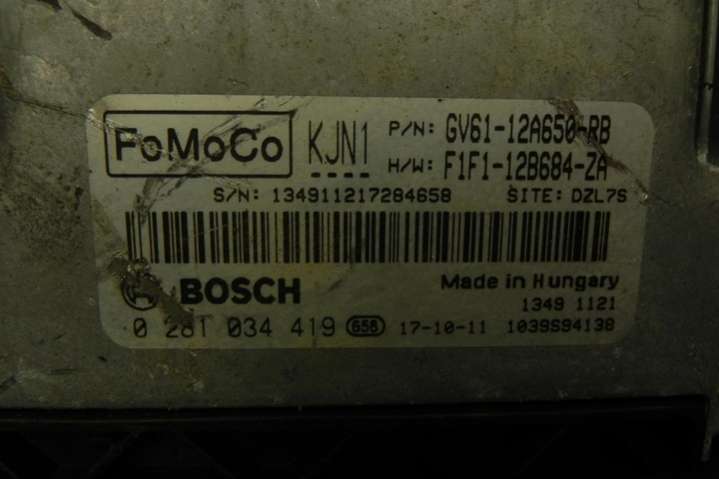 FoMoCo KJN1 P/N: GV61-12A650-RB
H/W: F1F1-12B684-ZA
S/N: 134911217284658 SITE: DZL7S
BOSCH Made in Hungary
1349 1121
0 281 034 419 656 17-10-11 1039S94138